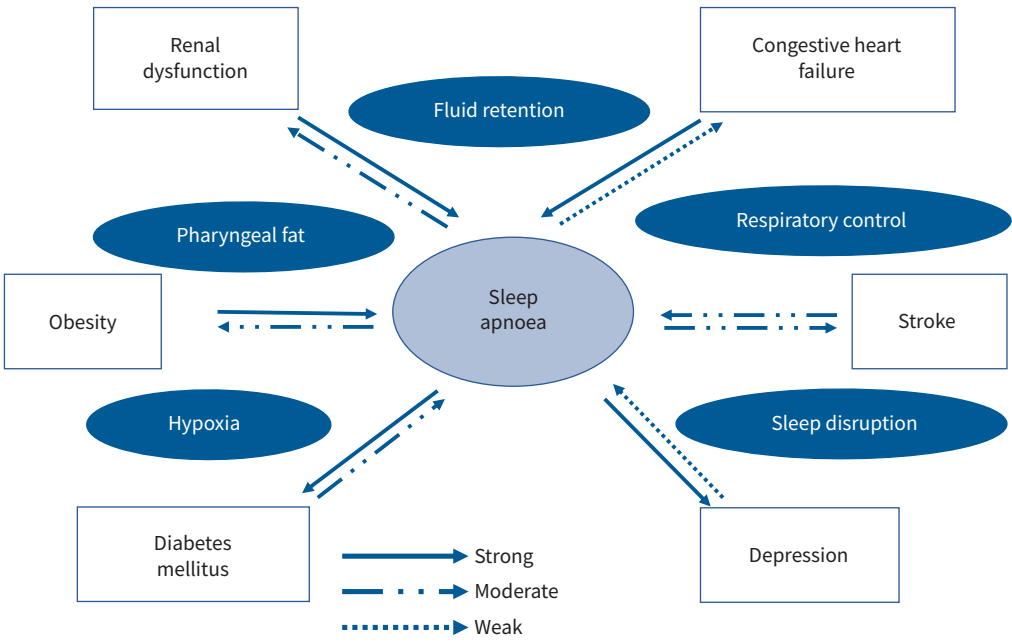 Renal
dysfunction
Congestive heart
failure
Fluid retention
Pharyngeal fat
Respiratory control
Obesity
Sleep
apnoea
Stroke
Hypoxia
Sleep disruption
Diabetes
mellitus
Depression
Strong
Moderate
Weak